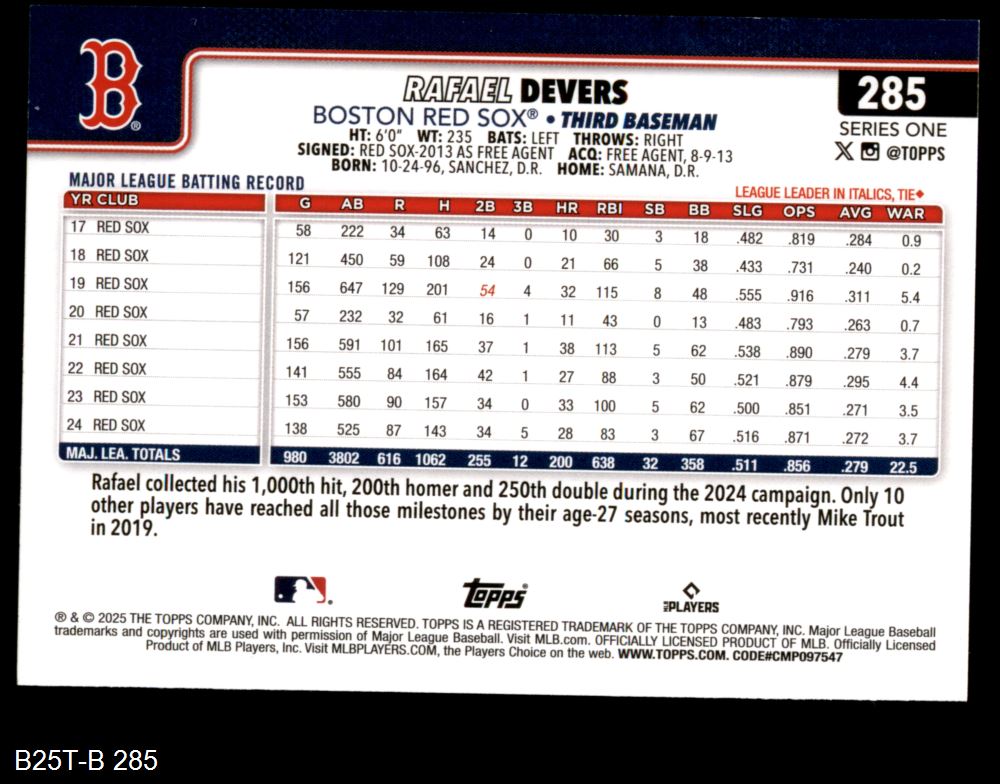 B®
RAFAEL DEVERS
285
BOSTON RED SOX® • THIRD BASEMAN
SERIES ONE
HT: 6'0" WT: 235 BATS: LEFT THROWS: RIGHT
@TOPPS
SIGNED: RED SOX-2013 AS FREE AGENT ACQ: FREE AGENT, 8-9-13
BORN: 10-24-96, SANCHEZ, D.R. HOME: SAMANA, D.R.
MAJOR LEAGUE BATTING RECORD
LEAGUE LEADER IN ITALICS, TIE♦
YR CLUB G AB R H 2B 3B HR RBI SB BB SLG OPS AVG WAR
17 RED SOX 58 222 34 63 14 0 10 30 3 18 .482 .819 .284 0.9
18 RED SOX 121 450 59 108 24 0 21 66 5 38 .433 .731 .240 0.2
19 RED SOX 156 647 129 201 54 4 32 115 8 48 .555 .916 .311 5.4
20 RED SOX 57 232 32 61 16 1 11 43 0 13 .483 .793 .263 0.7
21 RED SOX 156 591 101 165 37 1 38 113 5 62 .538 .890 .279 3.7
22 RED SOX 141 555 84 164 42 1 27 88 3 50 .521 .879 .295 4.4
23 RED SOX 153 580 90 157 34 0 33 100 5 62 .500 .851 .271 3.5
24 RED SOX 138 525 87 143 34 5 28 83 3 67 .516 .871 .272 3.7
MAJ. LEA. TOTALS 980 3802 616 1062 255 12 200 638 32 358 .511 .856 .279 22.5
Rafael collected his 1,000th hit, 200th homer and 250th double during the 2024 campaign. Only 10
other players have reached all those milestones by their age-27 seasons, most recently Mike Trout
in 2019.
Topps®
MLB PLAYERS
® & © 2025 THE TOPPS COMPANY, INC. ALL RIGHTS RESERVED. TOPPS IS A REGISTERED TRADEMARK OF THE TOPPS COMPANY, INC. Major League Baseball
trademarks and copyrights are used with permission of Major League Baseball. Visit MLB.com. OFFICIALLY LICENSED PRODUCT OF MLB. Officially Licensed
Product of MLB Players, Inc. Visit MLBPLAYERS.COM, the Players Choice on the web. WWW.TOPPS.COM. CODE#CMP097547
B25T-B 285